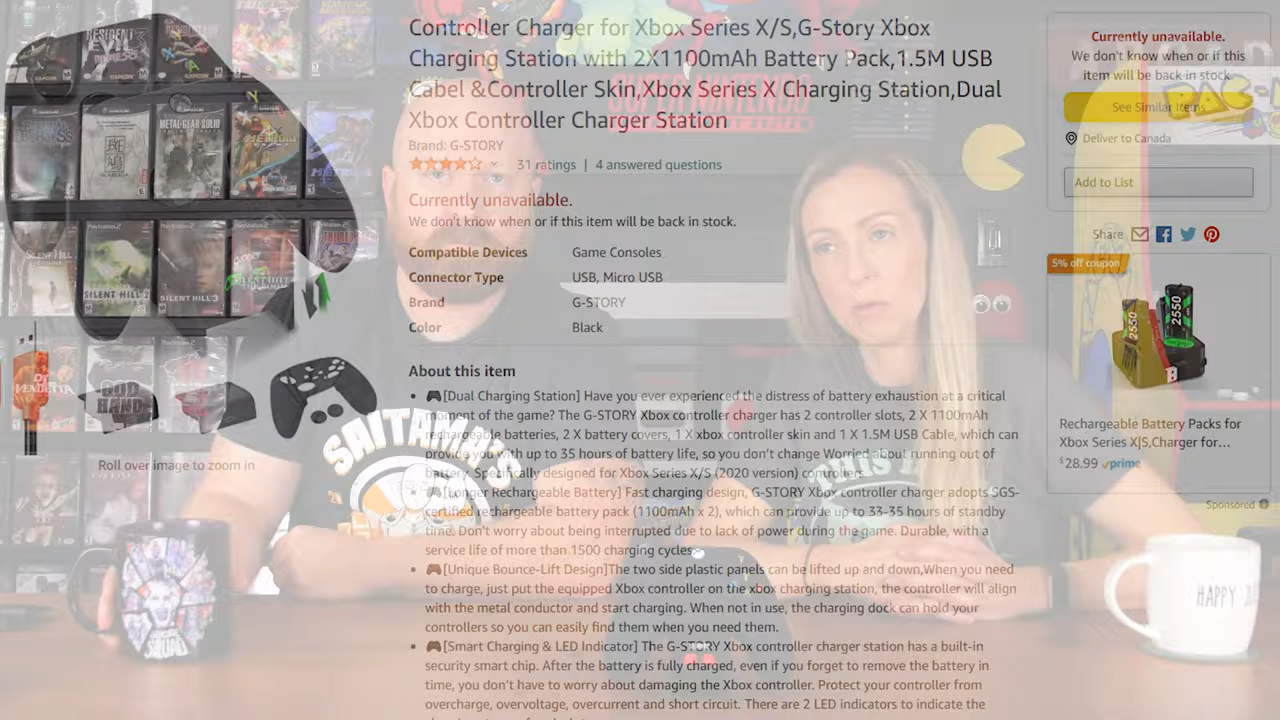 Controller Charger for Xbox Series X/S,G-Story Xbox
Charging Station with 2X1100mAh Battery Pack,1.5M USB
Cabel &Controller Skin,Xbox Series X Charging Station,Dual
Xbox Controller Charger Station
Brand: G-STORY
31 ratings | 4 answered questions
Currently unavailable.
We don't know when or if this item will be back in stock.
Compatible Devices Game Consoles
Connector Type USB, Micro USB
Brand G-STORY
Color Black
About this item
[Dual Charging Station] Have you ever experienced the distress of battery exhaustion at a critical
moment of the game? The G-STORY Xbox controller charger has 2 controller slots, 2 X 1100mAh
rechargeable batteries, 2 X battery covers, 1 X xbox controller skin and 1 X 1.5M USB Cable, which can
provide you with up to 35 hours of battery life, so you don't change Worried about running out of
battery. Specifically designed for Xbox Series X/S (2020 version) controllers.
[Longer Rechargeable Battery] Fast charging design, G-STORY Xbox controller charger adopts SGS-
certified rechargeable battery pack (1100mAh x 2), which can provide up to 33-35 hours of standby
time. Don't worry about being interrupted due to lack of power during the game. Durable, with a
service life of more than 1500 charging cycles.
[Unique Bounce-Lift Design]The two side plastic panels can be lifted up and down,When you need
to charge, just put the equipped Xbox controller on the xbox charging station, the controller will align
with the metal conductor and start charging. When not in use, the charging dock can hold your
controllers so you can easily find them when you need them.
[Smart Charging & LED Indicator] The G-STORY Xbox controller charger station has a built-in
security smart chip. After the battery is fully charged, even if you forget to remove the battery in
time, you don't have to worry about damaging the Xbox controller. Protect your controller from
overcharge, overvoltage, overcurrent and short circuit. There are 2 LED indicators to indicate the
Currently unavailable.
We don't know when or if this
item will be back in stock.
See Similar Items
Deliver to Canada
Add to List
Share
5% off coupon
2550
2550
Rechargeable Battery Packs for
Xbox Series X|S,Charger for...
$28.99 prime
Sponsored
Roll over image to zoom in
SUPER NINTENDO
PAC-M
RESIDENT EVIL
METAL GEAR SOLID
SILENT HILL
SILENT HILL 2
SILENT HILL 3
VENDETTA
GOD HAND
SAITAMA'S
SQUAD
HAPPY